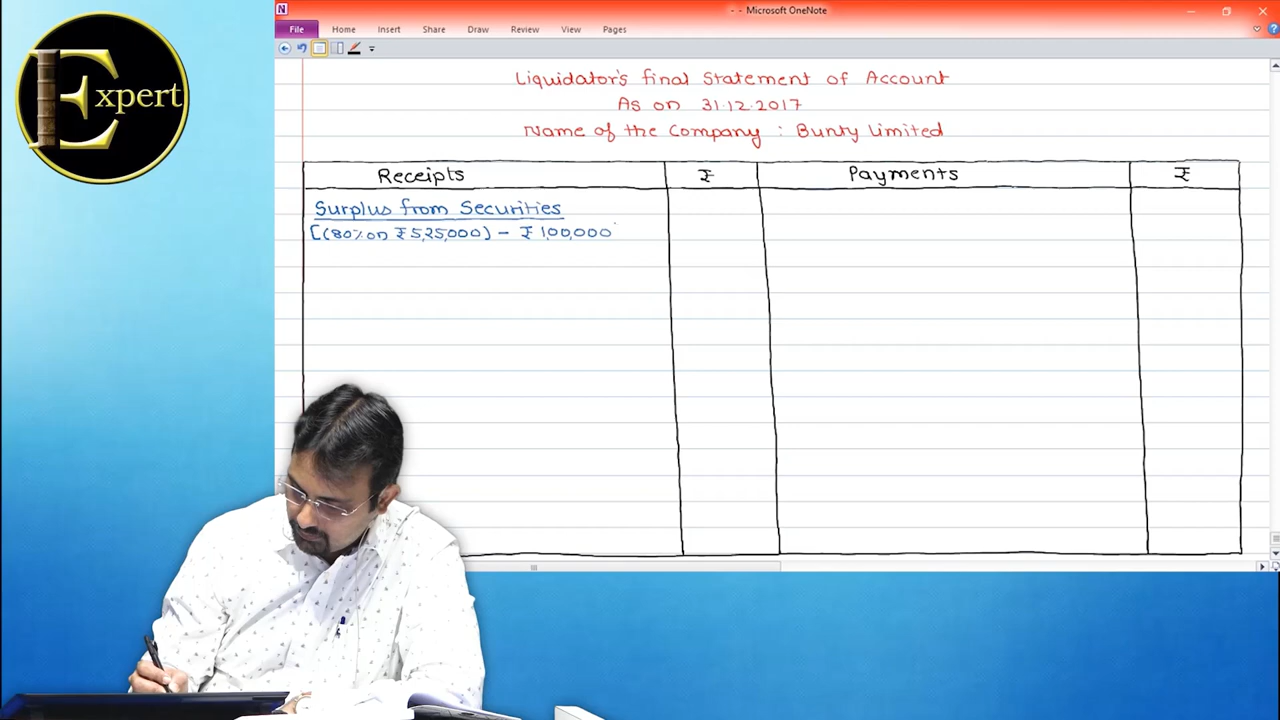 Expert
- - Microsoft OneNote
File Home Insert Share Draw Review View Pages
Liquidator's final Statement of Account
As on 31.12.2017
Name of the Company : Bunty Limited
Receipts ₹ Payments ₹
Surplus from Securities
[(80% on ₹ 5,25,000) - ₹ 1,00,000